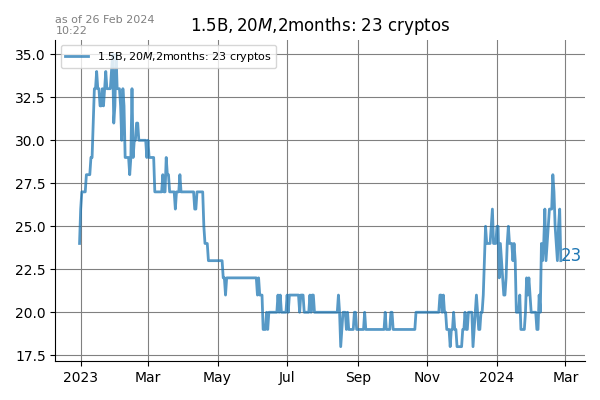 as of 26 Feb 2024
10:22
1.5B, 20M,2months: 23 cryptos
1.5B, 20M,2months: 23 cryptos
35.0
32.5
30.0
27.5
25.0
22.5
20.0
17.5
23
2023 Mar May Jul Sep Nov 2024 Mar